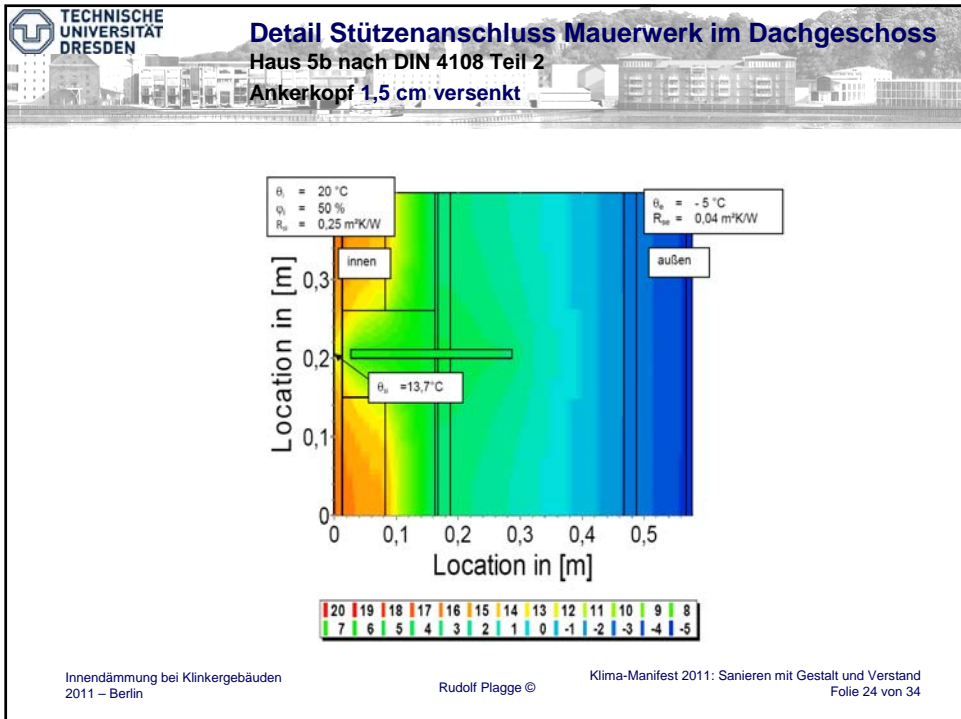 TECHNISCHE
UNIVERSITÄT
DRESDEN
Detail Stützenanschluss Mauerwerk im Dachgeschoss
Haus 5b nach DIN 4108 Teil 2
Ankerkopf 1,5 cm versenkt
θi = 20 °C
φi = 50 %
Rsi = 0,25 m²K/W
innen
θe = - 5 °C
Rse = 0,04 m²K/W
außen
θsi =13,7°C
Location in [m]
0,3
0,2
0,1
0
0 0,1 0,2 0,3 0,4 0,5
Location in [m]
20 19 18 17 16 15 14 13 12 11 10 9 8
7 6 5 4 3 2 1 0 -1 -2 -3 -4 -5
Innendämmung bei Klinkergebäuden
2011 – Berlin
Rudolf Plagge ©
Klima-Manifest 2011: Sanieren mit Gestalt und Verstand
Folie 24 von 34